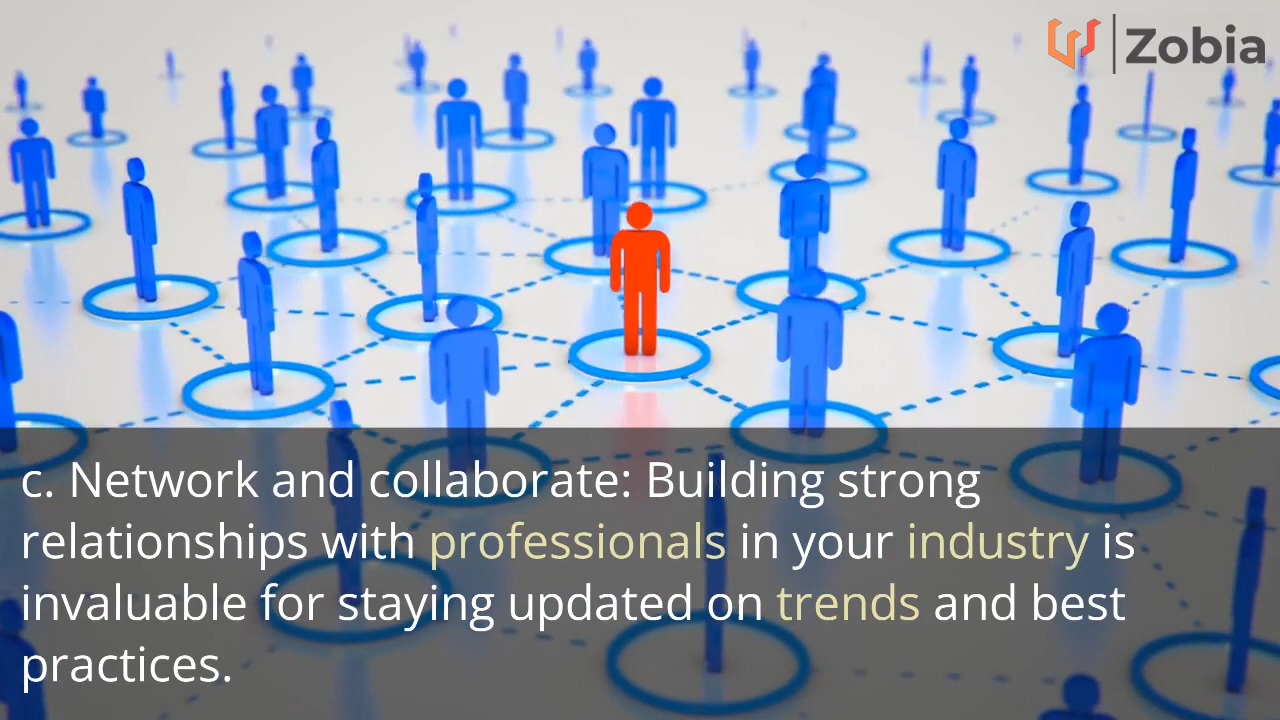 Zobia
c. Network and collaborate: Building strong
relationships with professionals in your industry is
invaluable for staying updated on trends and best
practices.